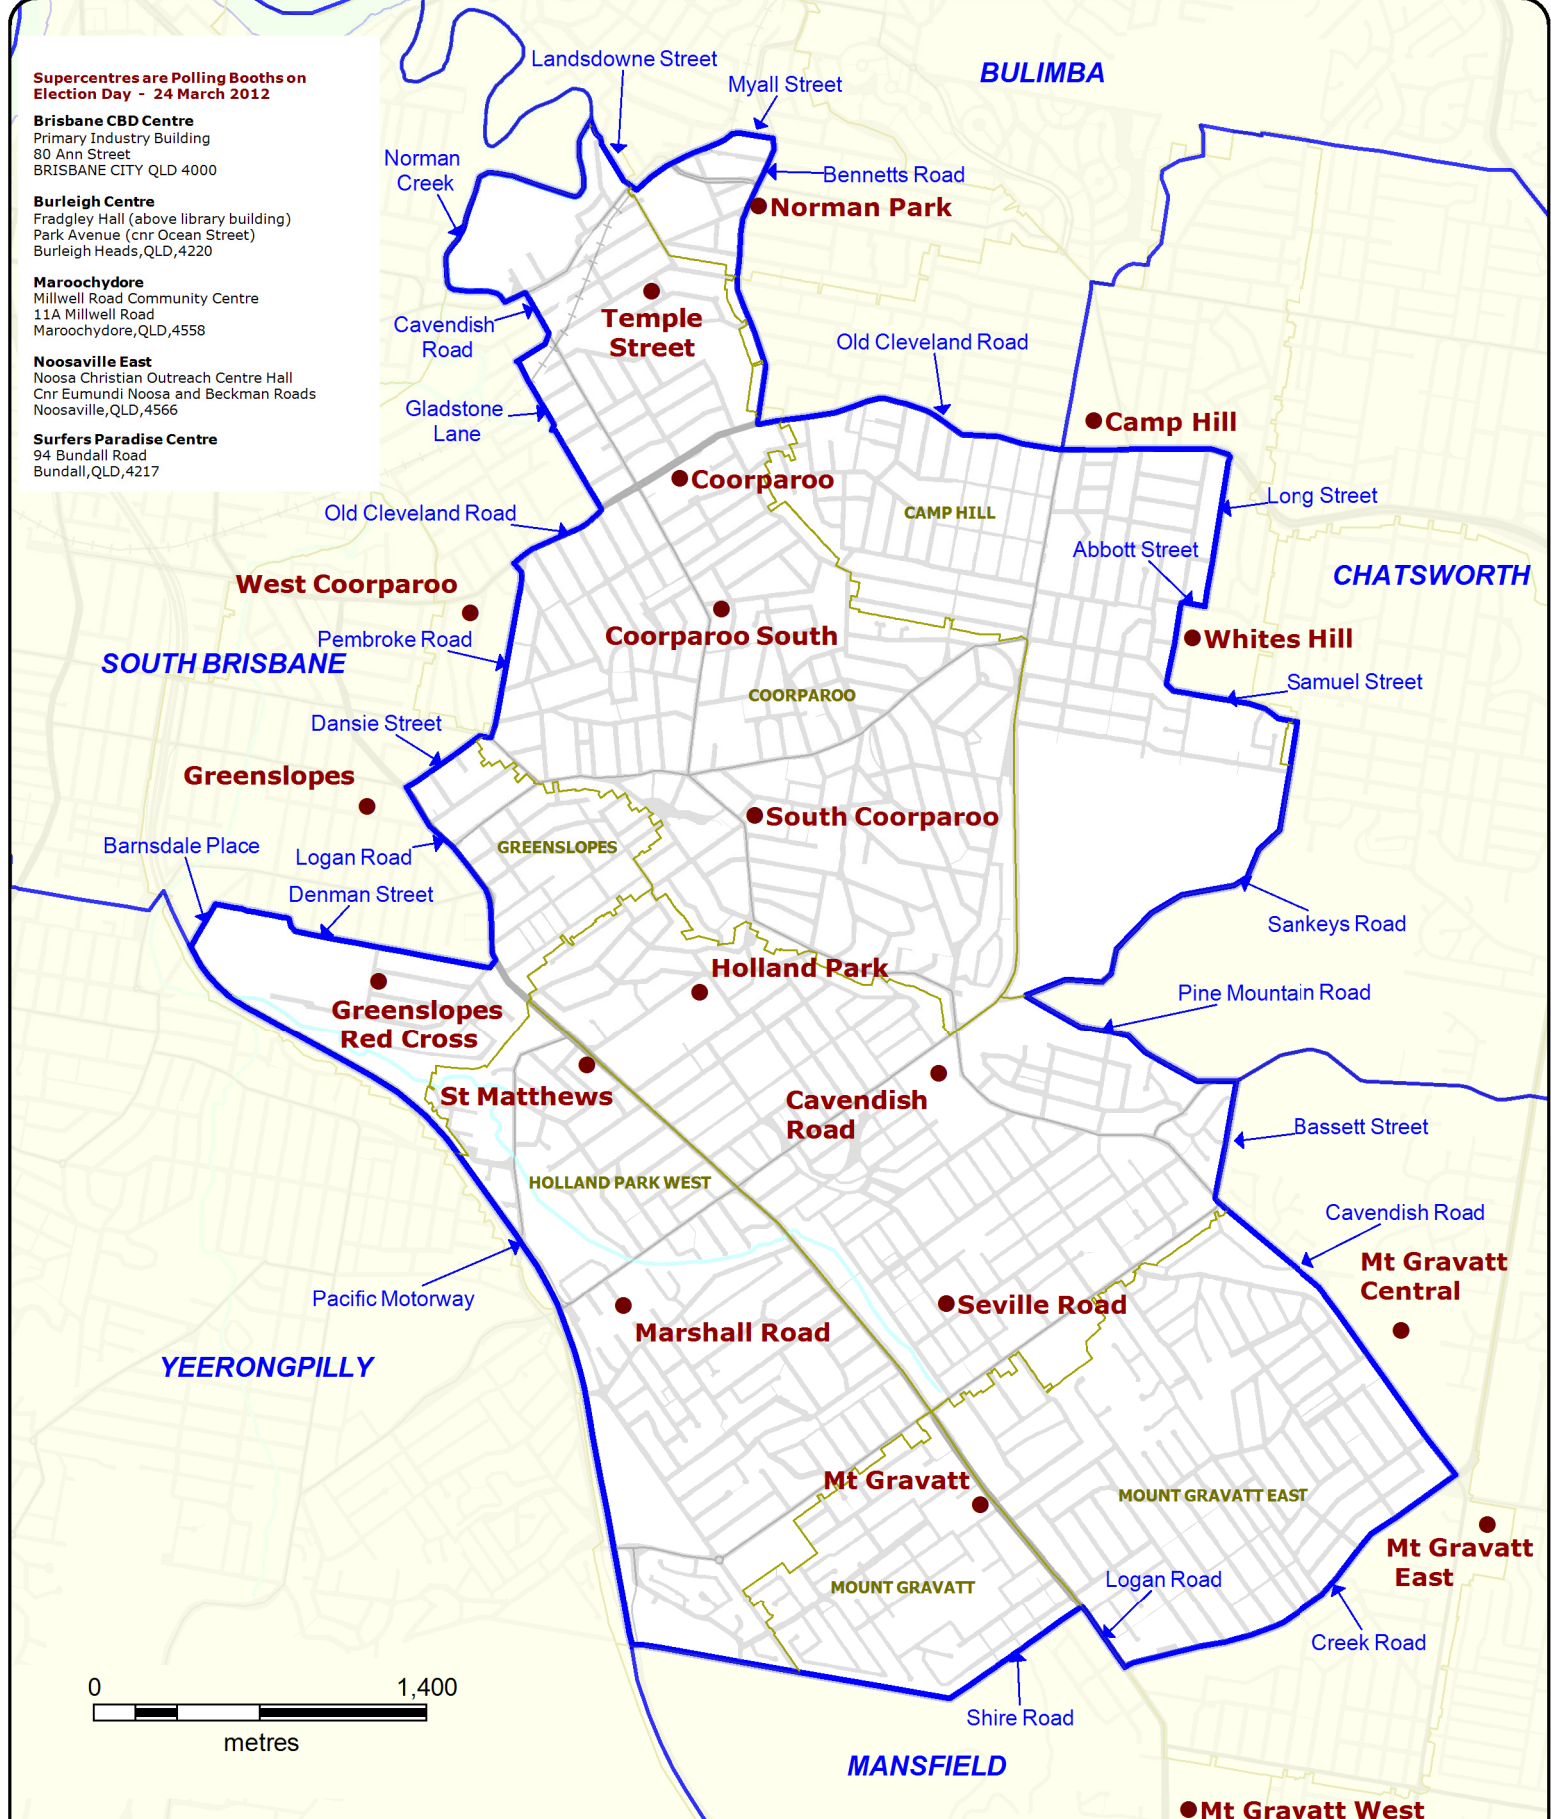 Supercentres are Polling Booths on
Election Day - 24 March 2012
Brisbane CBD Centre
Primary Industry Building
80 Ann Street
BRISBANE CITY QLD 4000
Burleigh Centre
Fradgley Hall (above library building)
Park Avenue (cnr Ocean Street)
Burleigh Heads,QLD,4220
Maroochydore
Millwell Road Community Centre
11A Millwell Road
Maroochydore,QLD,4558
Noosaville East
Noosa Christian Outreach Centre Hall
Cnr Eumundi Noosa and Beckman Roads
Noosaville,QLD,4566
Surfers Paradise Centre
94 Bundall Road
Bundall,QLD,4217
Landsdowne Street
Myall Street
BULIMBA
Norman
Creek
Bennetts Road
Norman Park
Temple
Street
Cavendish
Road
Old Cleveland Road
Gladstone
Lane
Camp Hill
Coorparoo
Long Street
Old Cleveland Road
CAMP HILL
Abbott Street
CHATSWORTH
West Coorparoo
Coorparoo South
Whites Hill
Pembroke Road
SOUTH BRISBANE
Samuel Street
COORPAROO
Dansie Street
Greenslopes
South Coorparoo
Barnsdale Place
Logan Road
GREENSLOPES
Denman Street
Sankeys Road
Holland Park
Pine Mountain Road
Greenslopes
Red Cross
St Matthews
Cavendish
Road
Bassett Street
HOLLAND PARK WEST
Cavendish Road
Mt Gravatt
Central
Pacific Motorway
Seville Road
Marshall Road
YEERONGPILLY
Mt Gravatt
MOUNT GRAVATT EAST
Mt Gravatt
East
MOUNT GRAVATT
Logan Road
Creek Road
0 1,400
metres
Shire Road
MANSFIELD
Mt Gravatt West